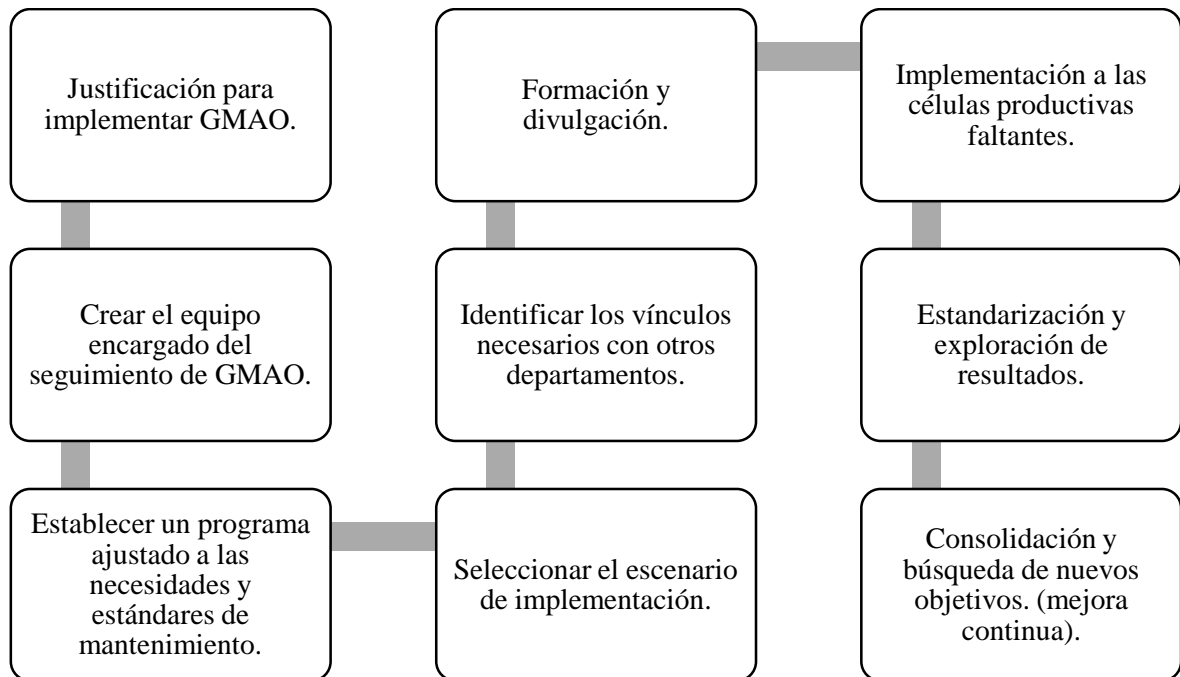 Justificación para
implementar GMAO.
Crear el equipo
encargado del
seguimiento de GMAO.
Establecer un programa
ajustado a las
necesidades y
estándares de
mantenimiento.
Seleccionar el escenario
de implementación.
Identificar los vínculos
necesarios con otros
departamentos.
Formación y
divulgación.
Implementación a las
células productivas
faltantes.
Estandarización y
exploración de
resultados.
Consolidación y
búsqueda de nuevos
objetivos. (mejora
continua).